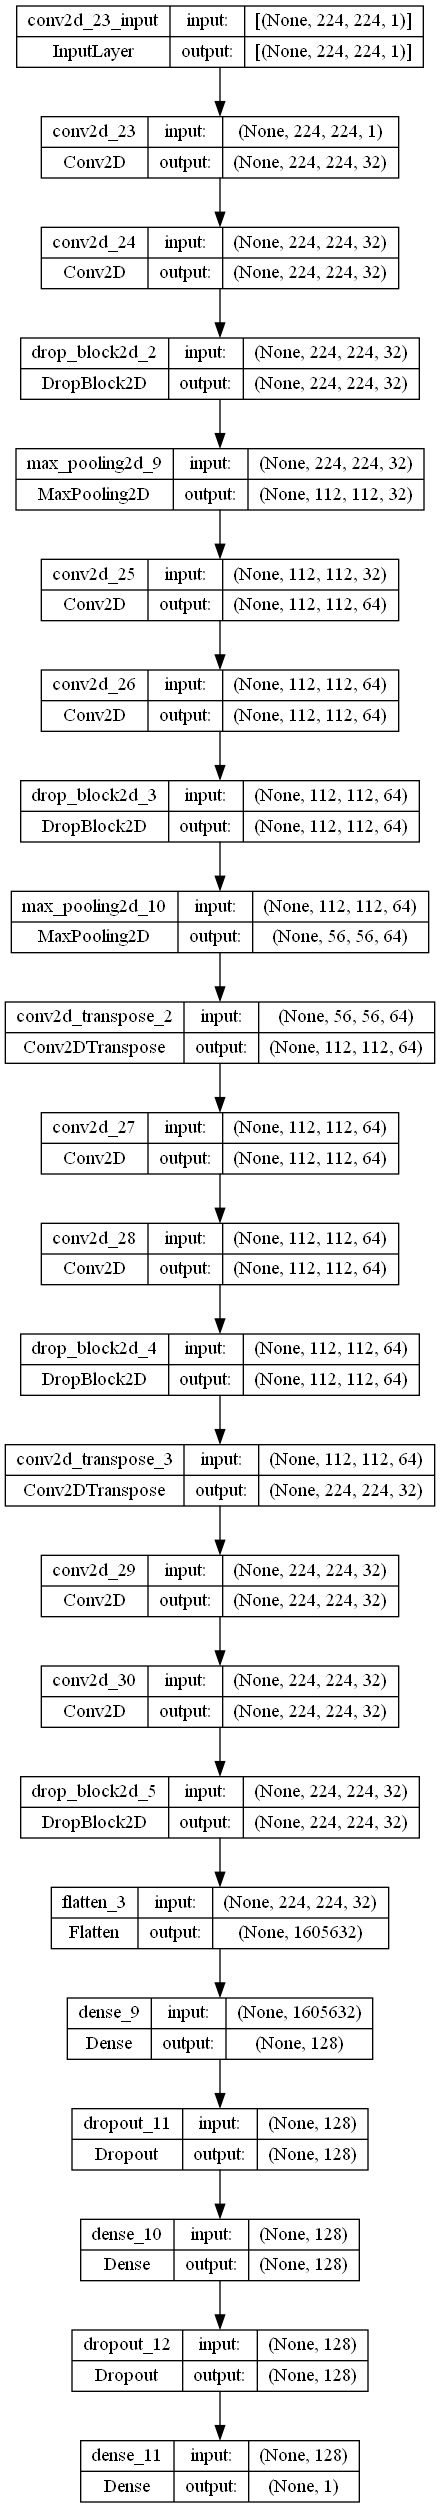 conv2d_23_input input: [(None, 224, 224, 1)]
InputLayer output: [(None, 224, 224, 1)]
conv2d_23 input: (None, 224, 224, 1)
Conv2D output: (None, 224, 224, 32)
conv2d_24 input: (None, 224, 224, 32)
Conv2D output: (None, 224, 224, 32)
drop_block2d_2 input: (None, 224, 224, 32)
DropBlock2D output: (None, 224, 224, 32)
max_pooling2d_9 input: (None, 224, 224, 32)
MaxPooling2D output: (None, 112, 112, 32)
conv2d_25 input: (None, 112, 112, 32)
Conv2D output: (None, 112, 112, 64)
conv2d_26 input: (None, 112, 112, 64)
Conv2D output: (None, 112, 112, 64)
drop_block2d_3 input: (None, 112, 112, 64)
DropBlock2D output: (None, 112, 112, 64)
max_pooling2d_10 input: (None, 112, 112, 64)
MaxPooling2D output: (None, 56, 56, 64)
conv2d_transpose_2 input: (None, 56, 56, 64)
Conv2DTranspose output: (None, 112, 112, 64)
conv2d_27 input: (None, 112, 112, 64)
Conv2D output: (None, 112, 112, 64)
conv2d_28 input: (None, 112, 112, 64)
Conv2D output: (None, 112, 112, 64)
drop_block2d_4 input: (None, 112, 112, 64)
DropBlock2D output: (None, 112, 112, 64)
conv2d_transpose_3 input: (None, 112, 112, 64)
Conv2DTranspose output: (None, 224, 224, 32)
conv2d_29 input: (None, 224, 224, 32)
Conv2D output: (None, 224, 224, 32)
conv2d_30 input: (None, 224, 224, 32)
Conv2D output: (None, 224, 224, 32)
drop_block2d_5 input: (None, 224, 224, 32)
DropBlock2D output: (None, 224, 224, 32)
flatten_3 input: (None, 224, 224, 32)
Flatten output: (None, 1605632)
dense_9 input: (None, 1605632)
Dense output: (None, 128)
dropout_11 input: (None, 128)
Dropout output: (None, 128)
dense_10 input: (None, 128)
Dense output: (None, 128)
dropout_12 input: (None, 128)
Dropout output: (None, 128)
dense_11 input: (None, 128)
Dense output: (None, 1)